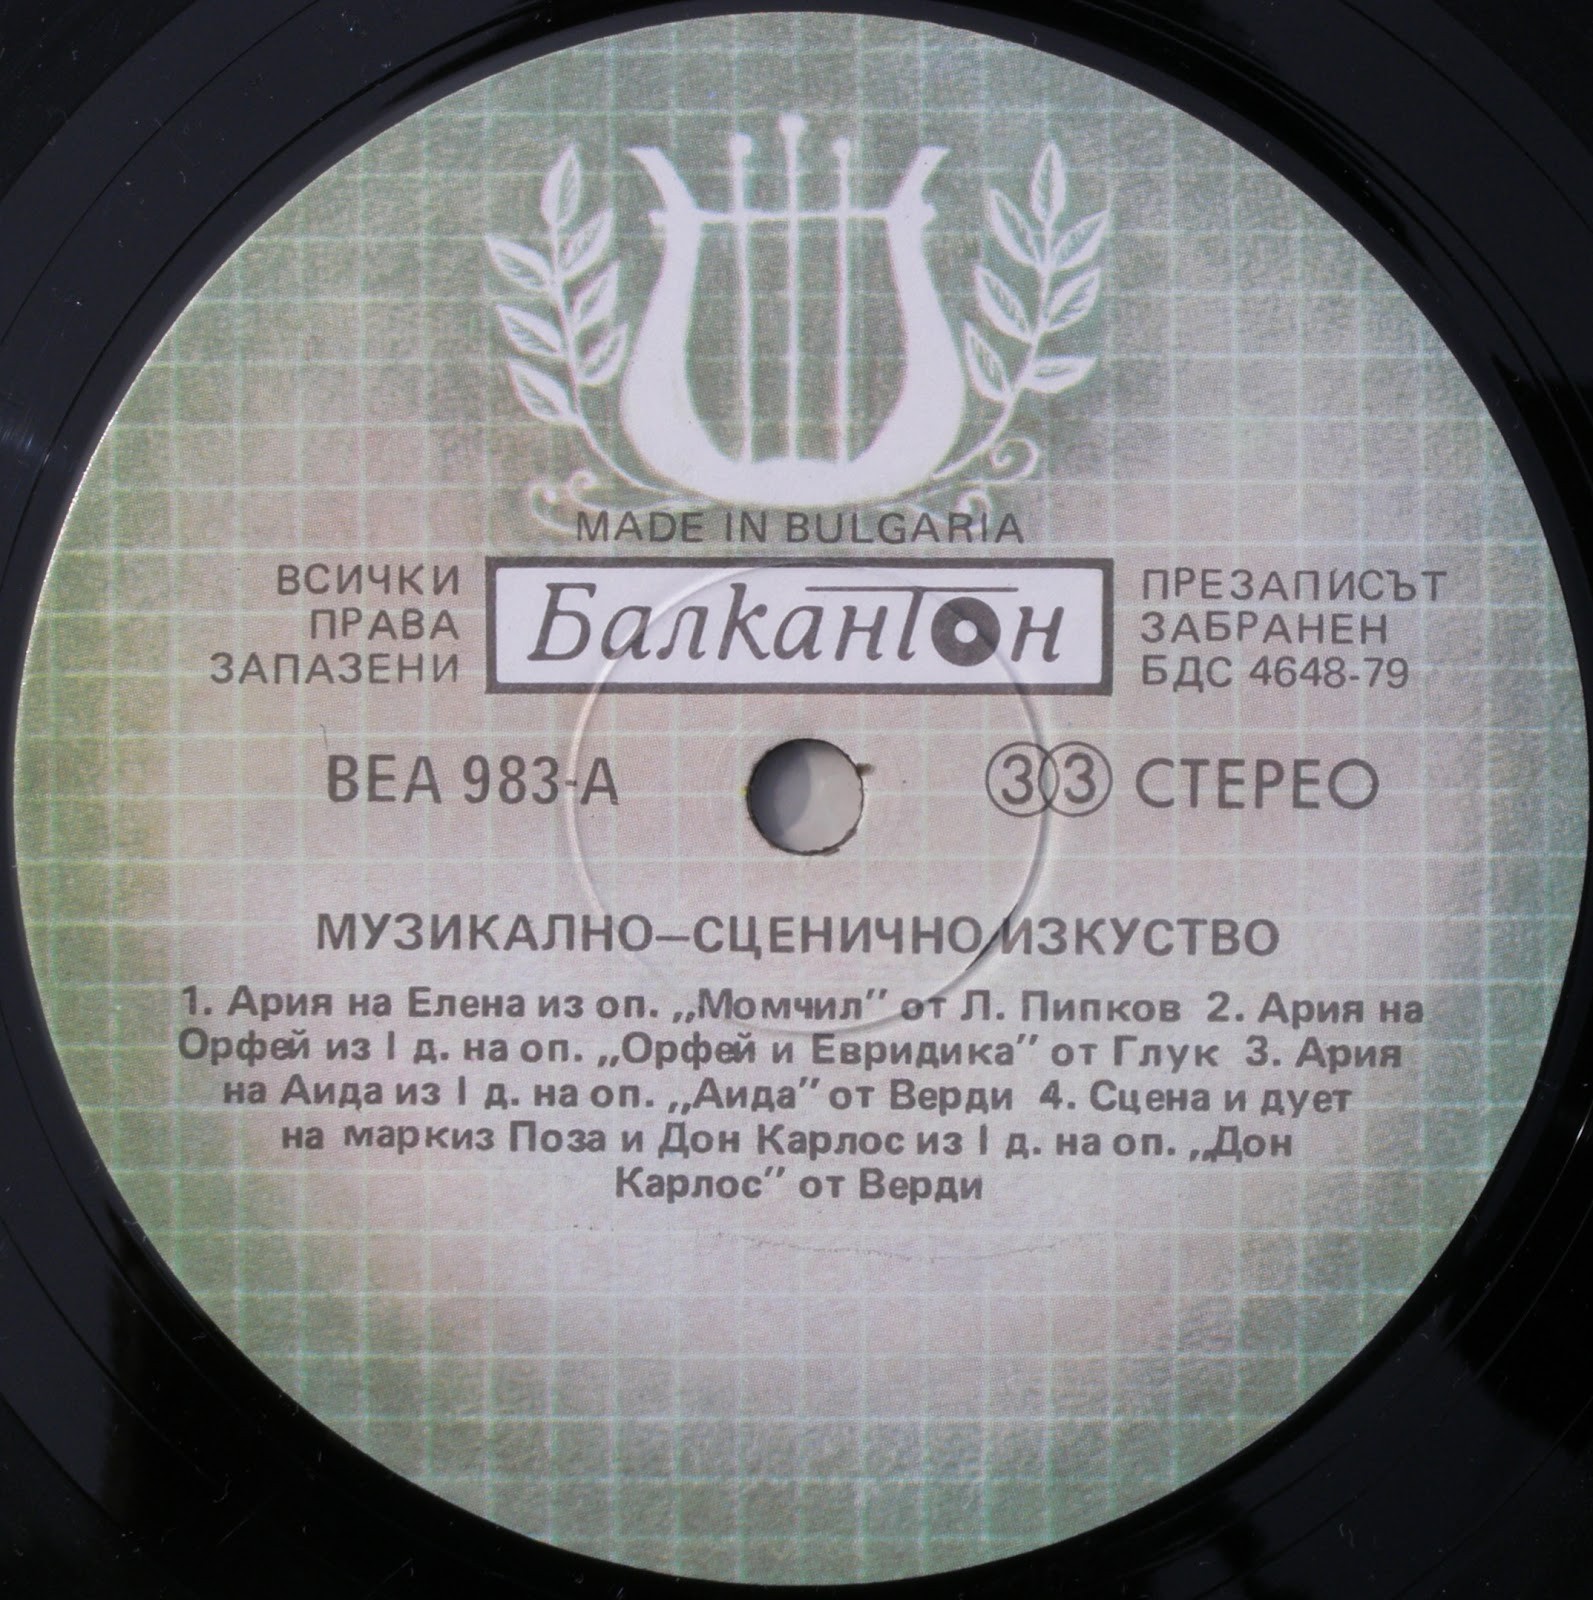 MADE IN BULGARIA
ВСИЧКИ
ПРАВА
ЗАПАЗЕНИ
Балкантон
ПРЕЗАПИСЪТ
ЗАБРАНЕН
БДС 4648-79
ВЕА 983-А
33 СТЕРЕО
МУЗИКАЛНО–СЦЕНИЧНО ИЗКУСТВО
1. Ария на Елена из оп. „Момчил” от Л. Пипков 2. Ария на
Орфей из I д. на оп. „Орфей и Евридика” от Глук 3. Ария
на Аида из I д. на оп. „Аида” от Верди 4. Сцена и дует
на маркиз Поза и Дон Карлос из I д. на оп. „Дон
Карлос” от Верди